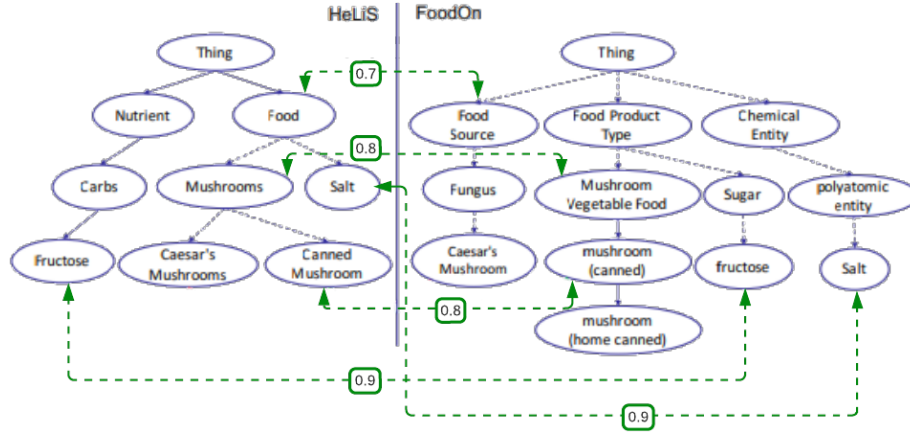 HeLiS
FoodOn
Thing
Thing
0.7
Nutrient
Food
Food
Source
Food Product
Type
Chemical
Entity
0.8
Carbs
Mushrooms
Salt
Fungus
Mushroom
Vegetable Food
Sugar
polyatomic
entity
Fructose
Caesar's
Mushrooms
Canned
Mushroom
Caesar's
Mushroom
mushroom
(canned)
fructose
Salt
0.8
mushroom
(home canned)
0.9
0.9